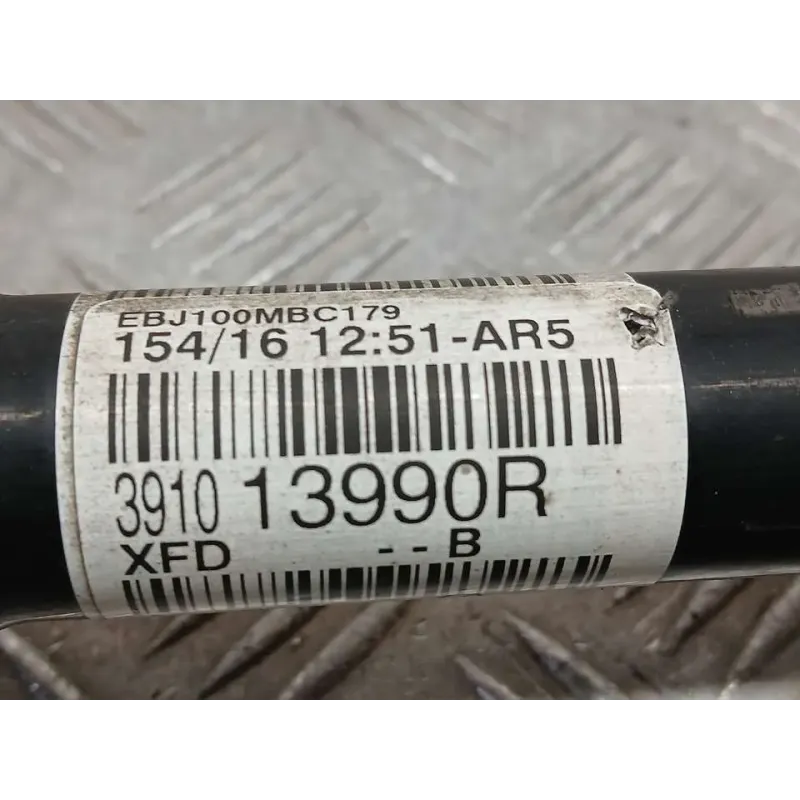 EBJ100MBC179
154/16 12:51-AR5
3910 13990R
XFD - - B